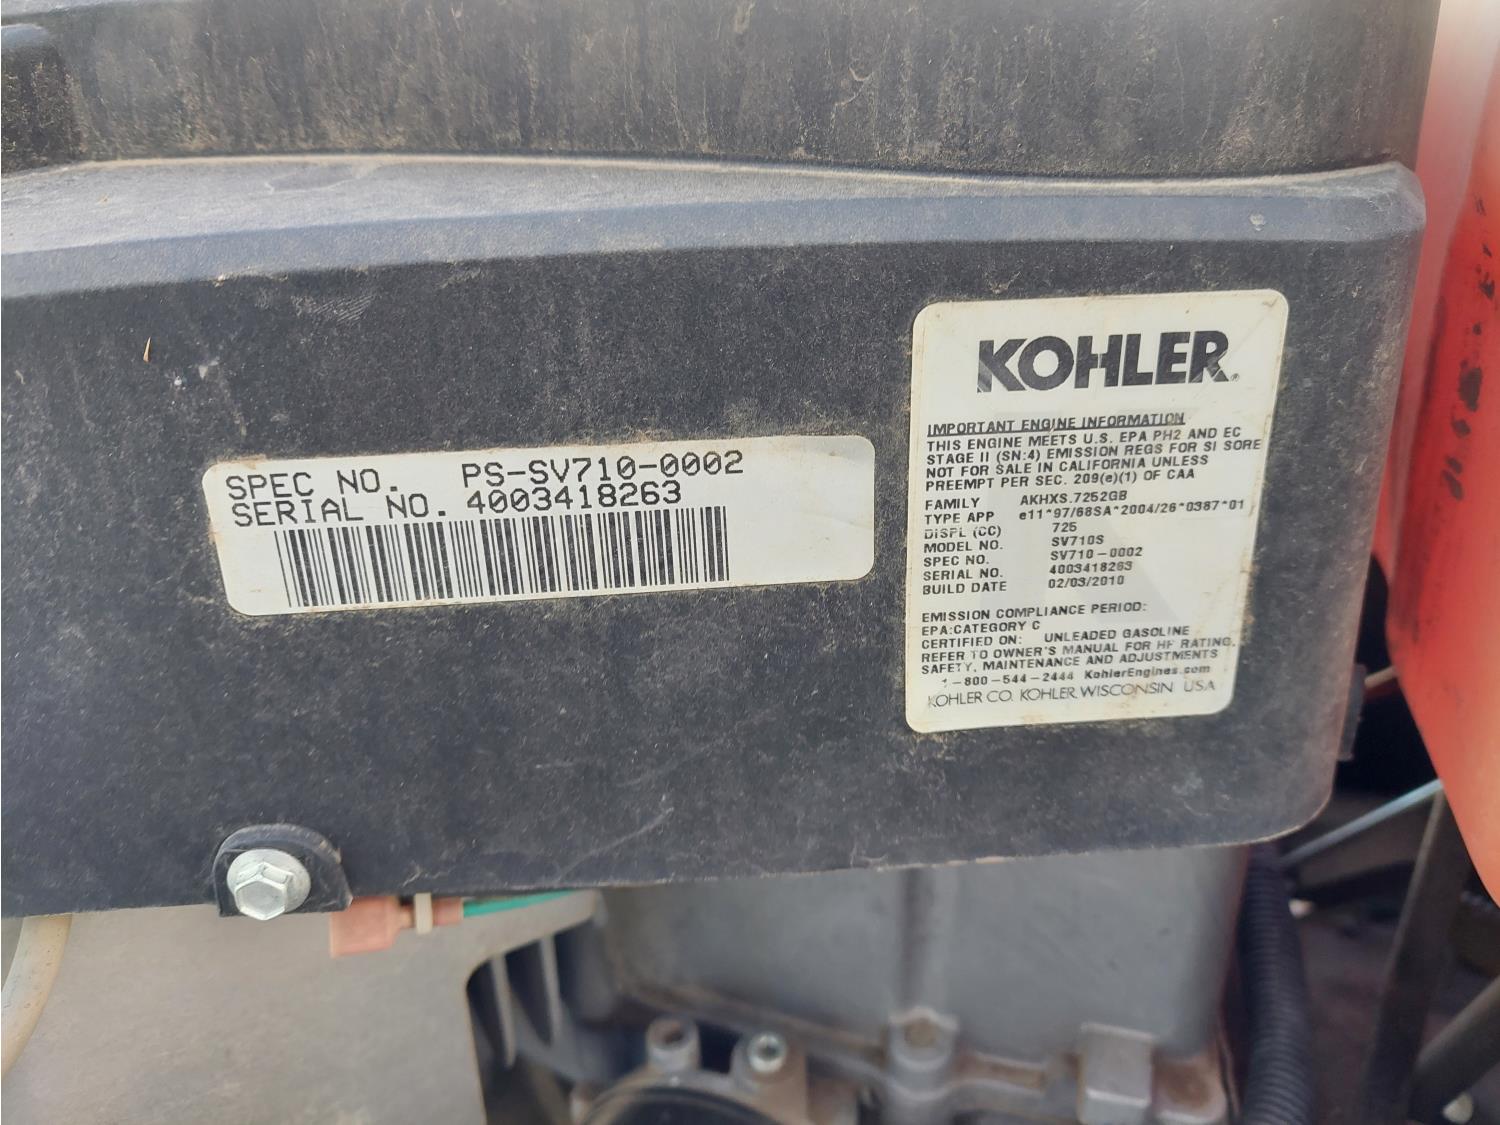 SPEC NO. PS-SV710-0002
SERIAL NO. 4003418263
KOHLER®
IMPORTANT ENGINE INFORMATION
THIS ENGINE MEETS U.S. EPA PH2 AND EC
STAGE II (SN:4) EMISSION REGS FOR SI SORE
NOT FOR SALE IN CALIFORNIA UNLESS
PREEMPT PER SEC. 209(e)(1) OF CAA
FAMILY AKHXS.7252GB
TYPE APP e11*97/68SA*2004/26*0387*01
DISPL (CC) 725
MODEL NO. SV710S
SPEC NO. SV710-0002
SERIAL NO. 4003418263
BUILD DATE 02/03/2010
EMISSION COMPLIANCE PERIOD:
EPA:CATEGORY C
CERTIFIED ON: UNLEADED GASOLINE
REFER TO OWNER'S MANUAL FOR HP RATING,
SAFETY, MAINTENANCE AND ADJUSTMENTS
1-800-544-2444 KohlerEngines.com
KOHLER CO. KOHLER, WISCONSIN USA